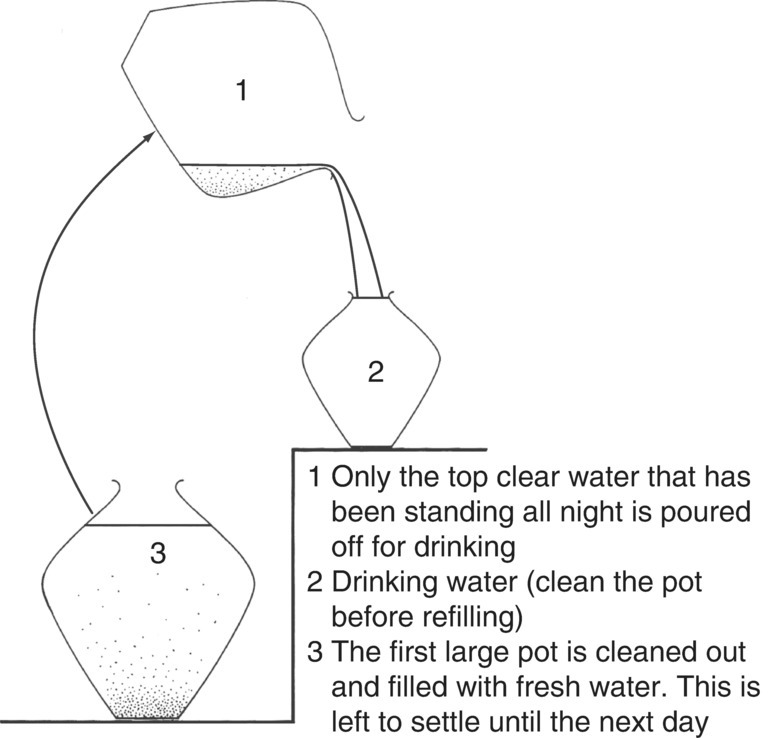 1
2
3
1 Only the top clear water that has
been standing all night is poured
off for drinking
2 Drinking water (clean the pot
before refilling)
3 The first large pot is cleaned out
and filled with fresh water. This is
left to settle until the next day